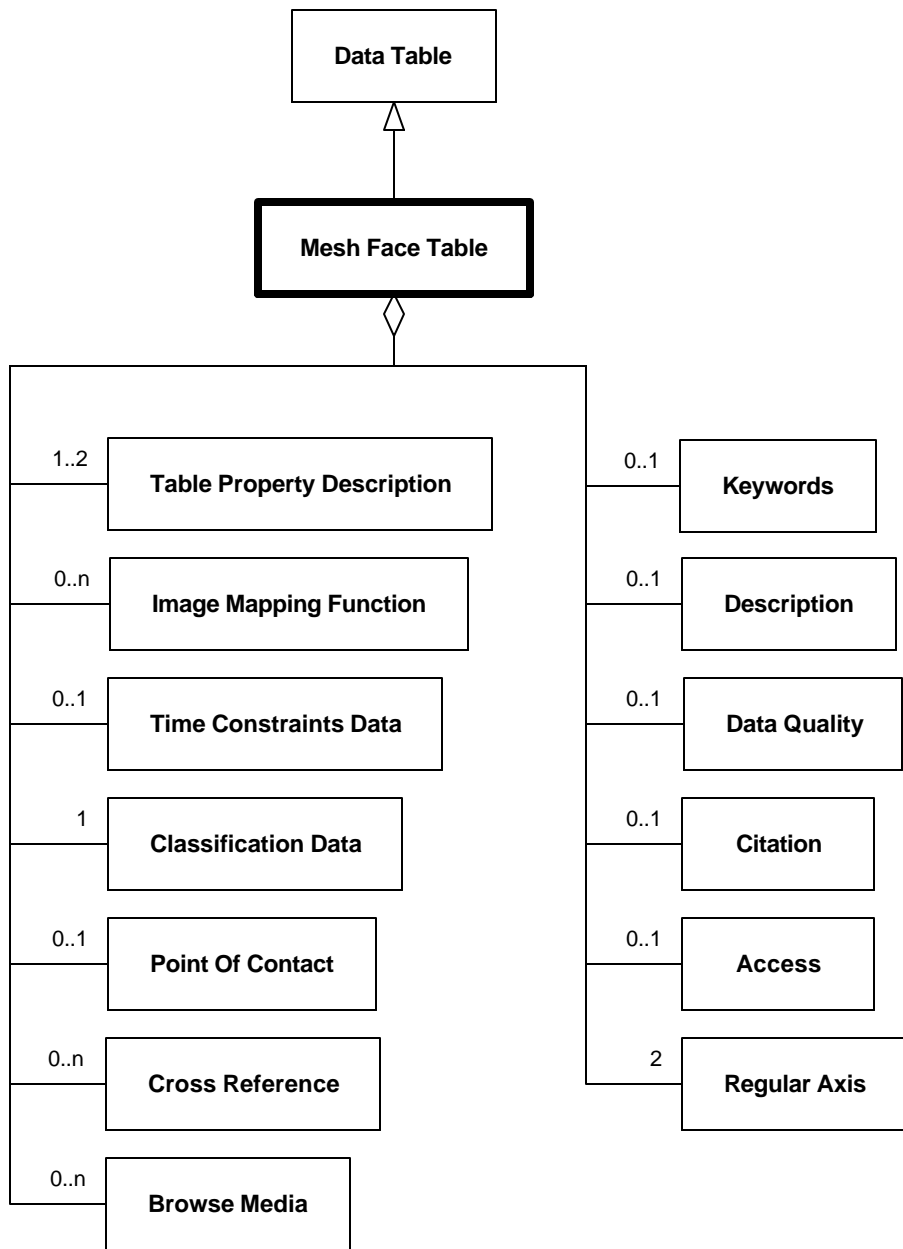 Data Table
Mesh Face Table
1..2
Table Property Description
0..n
Image Mapping Function
0..1
Time Constraints Data
1
Classification Data
0..1
Point Of Contact
0..n
Cross Reference
0..n
Browse Media
0..1
Keywords
0..1
Description
0..1
Data Quality
0..1
Citation
0..1
Access
2
Regular Axis